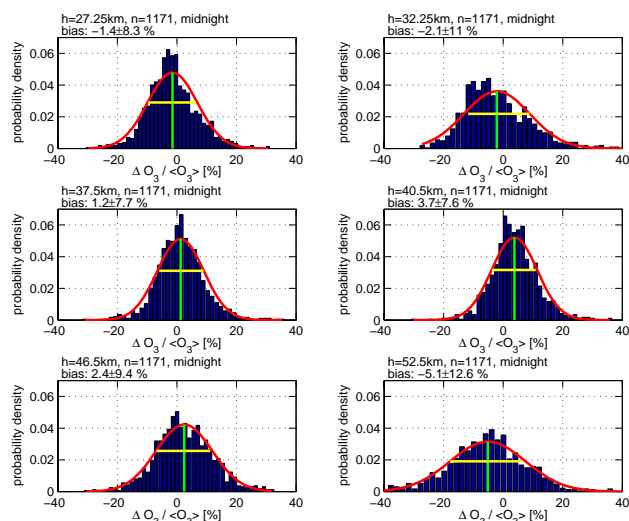 h=27.25km, n=1171, midnight
bias: −1.4±8.3 %
probability density
0.06
0.04
0.02
0
−40 −20 0 20 40
Δ O3 / <O3> [%]
h=32.25km, n=1171, midnight
bias: −2.1±11 %
probability density
0.06
0.04
0.02
0
−40 −20 0 20 40
Δ O3 / <O3> [%]
h=37.5km, n=1171, midnight
bias: 1.2±7.7 %
probability density
0.06
0.04
0.02
0
−40 −20 0 20 40
Δ O3 / <O3> [%]
h=40.5km, n=1171, midnight
bias: 3.7±7.6 %
probability density
0.06
0.04
0.02
0
−40 −20 0 20 40
Δ O3 / <O3> [%]
h=46.5km, n=1171, midnight
bias: 2.4±9.4 %
probability density
0.06
0.04
0.02
0
−40 −20 0 20 40
Δ O3 / <O3> [%]
h=52.5km, n=1171, midnight
bias: −5.1±12.6 %
probability density
0.06
0.04
0.02
0
−40 −20 0 20 40
Δ O3 / <O3> [%]